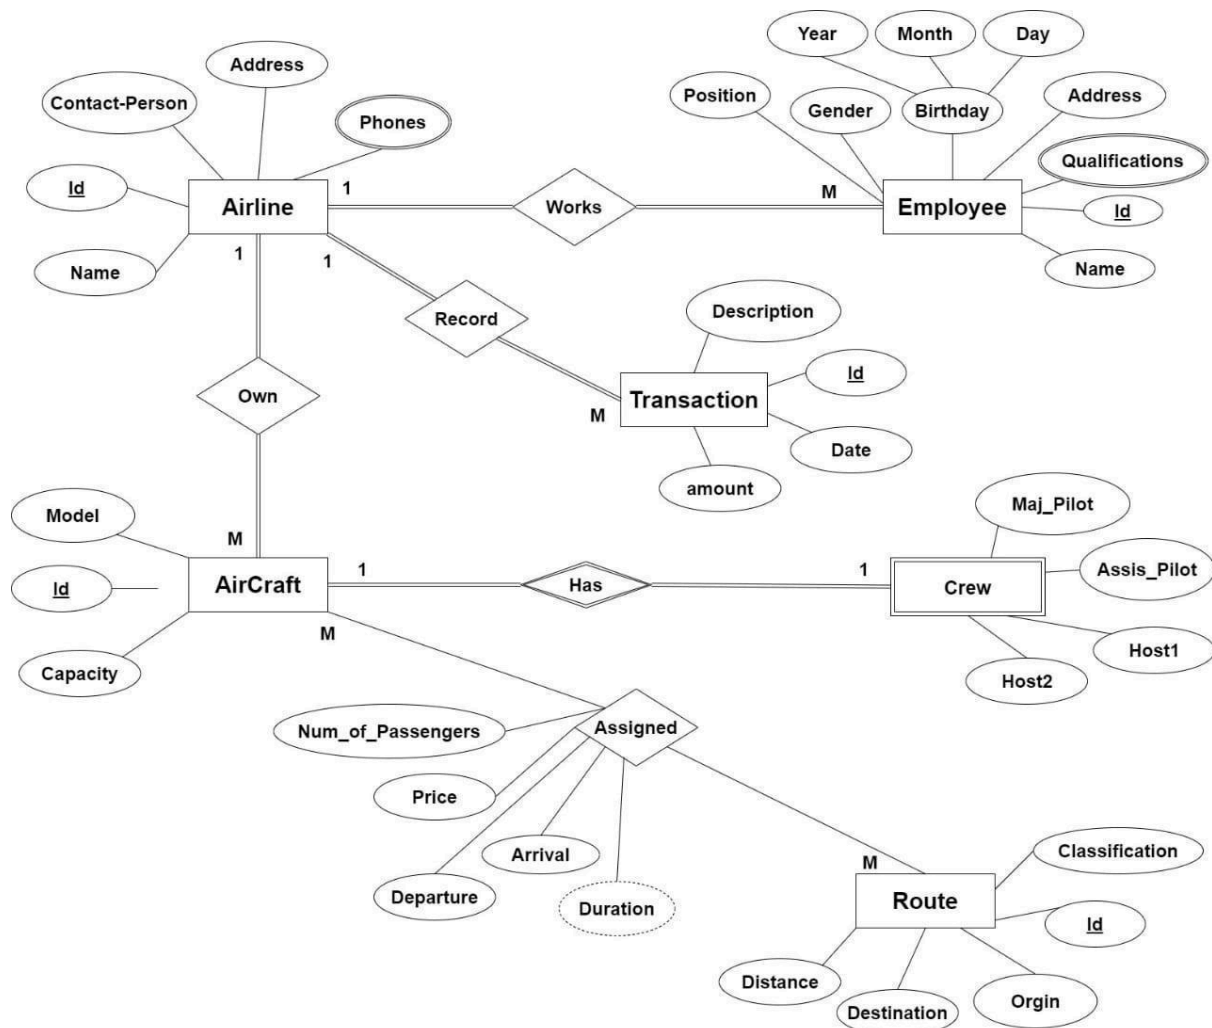 Year
Month
Day
Address
Contact-Person
Position
Gender
Birthday
Address
Phones
Qualifications
Id
1
Airline
Works
M
Employee
Id
Name
1
1
Name
Record
Description
Own
Transaction
Id
M
Date
amount
Model
M
Maj_Pilot
Id
AirCraft
1
Has
1
Crew
Assis_Pilot
M
Capacity
Host1
Host2
Num_of_Passengers
Assigned
Price
Arrival
Departure
Duration
M
Classification
Route
Id
Distance
Destination
Orgin